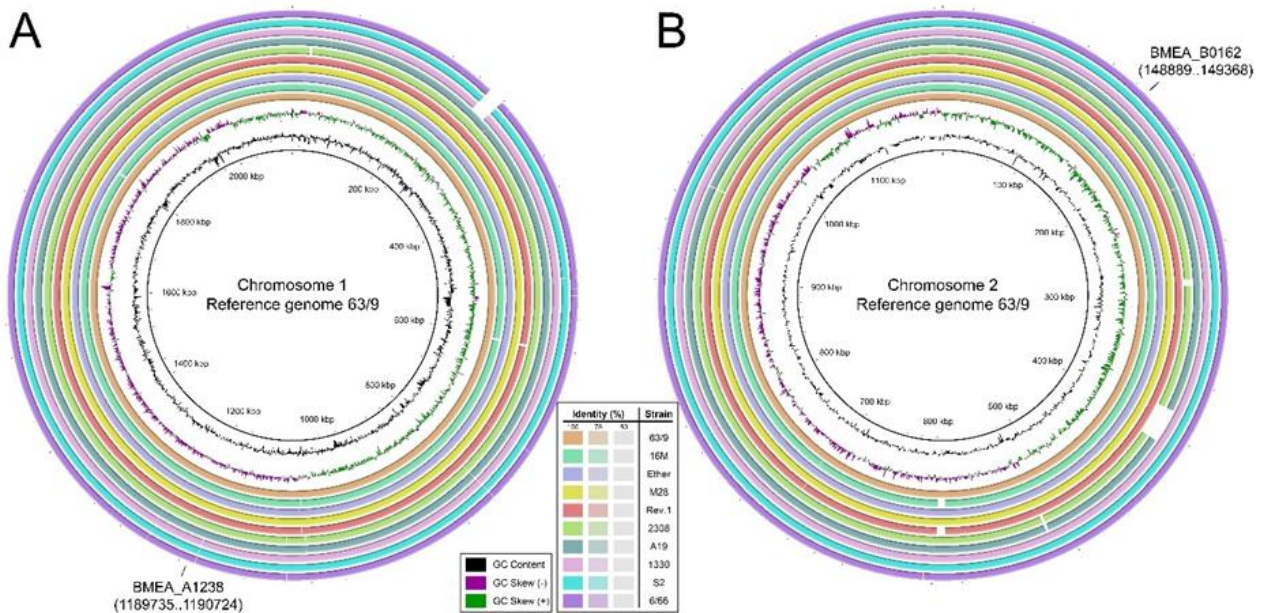 A
B
BMEA_B0162
(148889..149368)
2000 kbp
200 kbp
1800 kbp
400 kbp
Chromosome 1
Reference genome 63/9
1600 kbp
600 kbp
1400 kbp
1200 kbp
1000 kbp
1100 kbp
100 kbp
1000 kbp
200 kbp
Chromosome 2
Reference genome 63/9
900 kbp
300 kbp
800 kbp
400 kbp
700 kbp
BMEA_A1238
(1189735..1190724)
GC Content
GC Skew (-)
GC Skew (+)
Identity (%) Strain
100
63/9
16M
Ether
M28
Rev.1
2308
A19
1330
S2
6/66